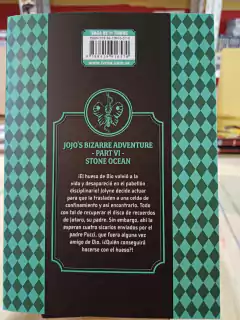 JOJO'S BIZARRE ADVENTURE
- PART VI -
STONE OCEAN
¡El hueso de Dio volvió a la
vida y desapareció en el pabellón
disciplinario! Jolyne decide actuar
para que la trasladen a una celda de
confinamiento y así encontrarlo. Todo
con tal de recuperar el disco de recuerdos
de Jotaro, su padre. Sin embargo, ahí la
esperan cuatro sicarios enviados por el
padre Pucci, que fuera alguna vez
amigo de Dio. ¿¡Quién conseguirá
hacerse con el hueso?!